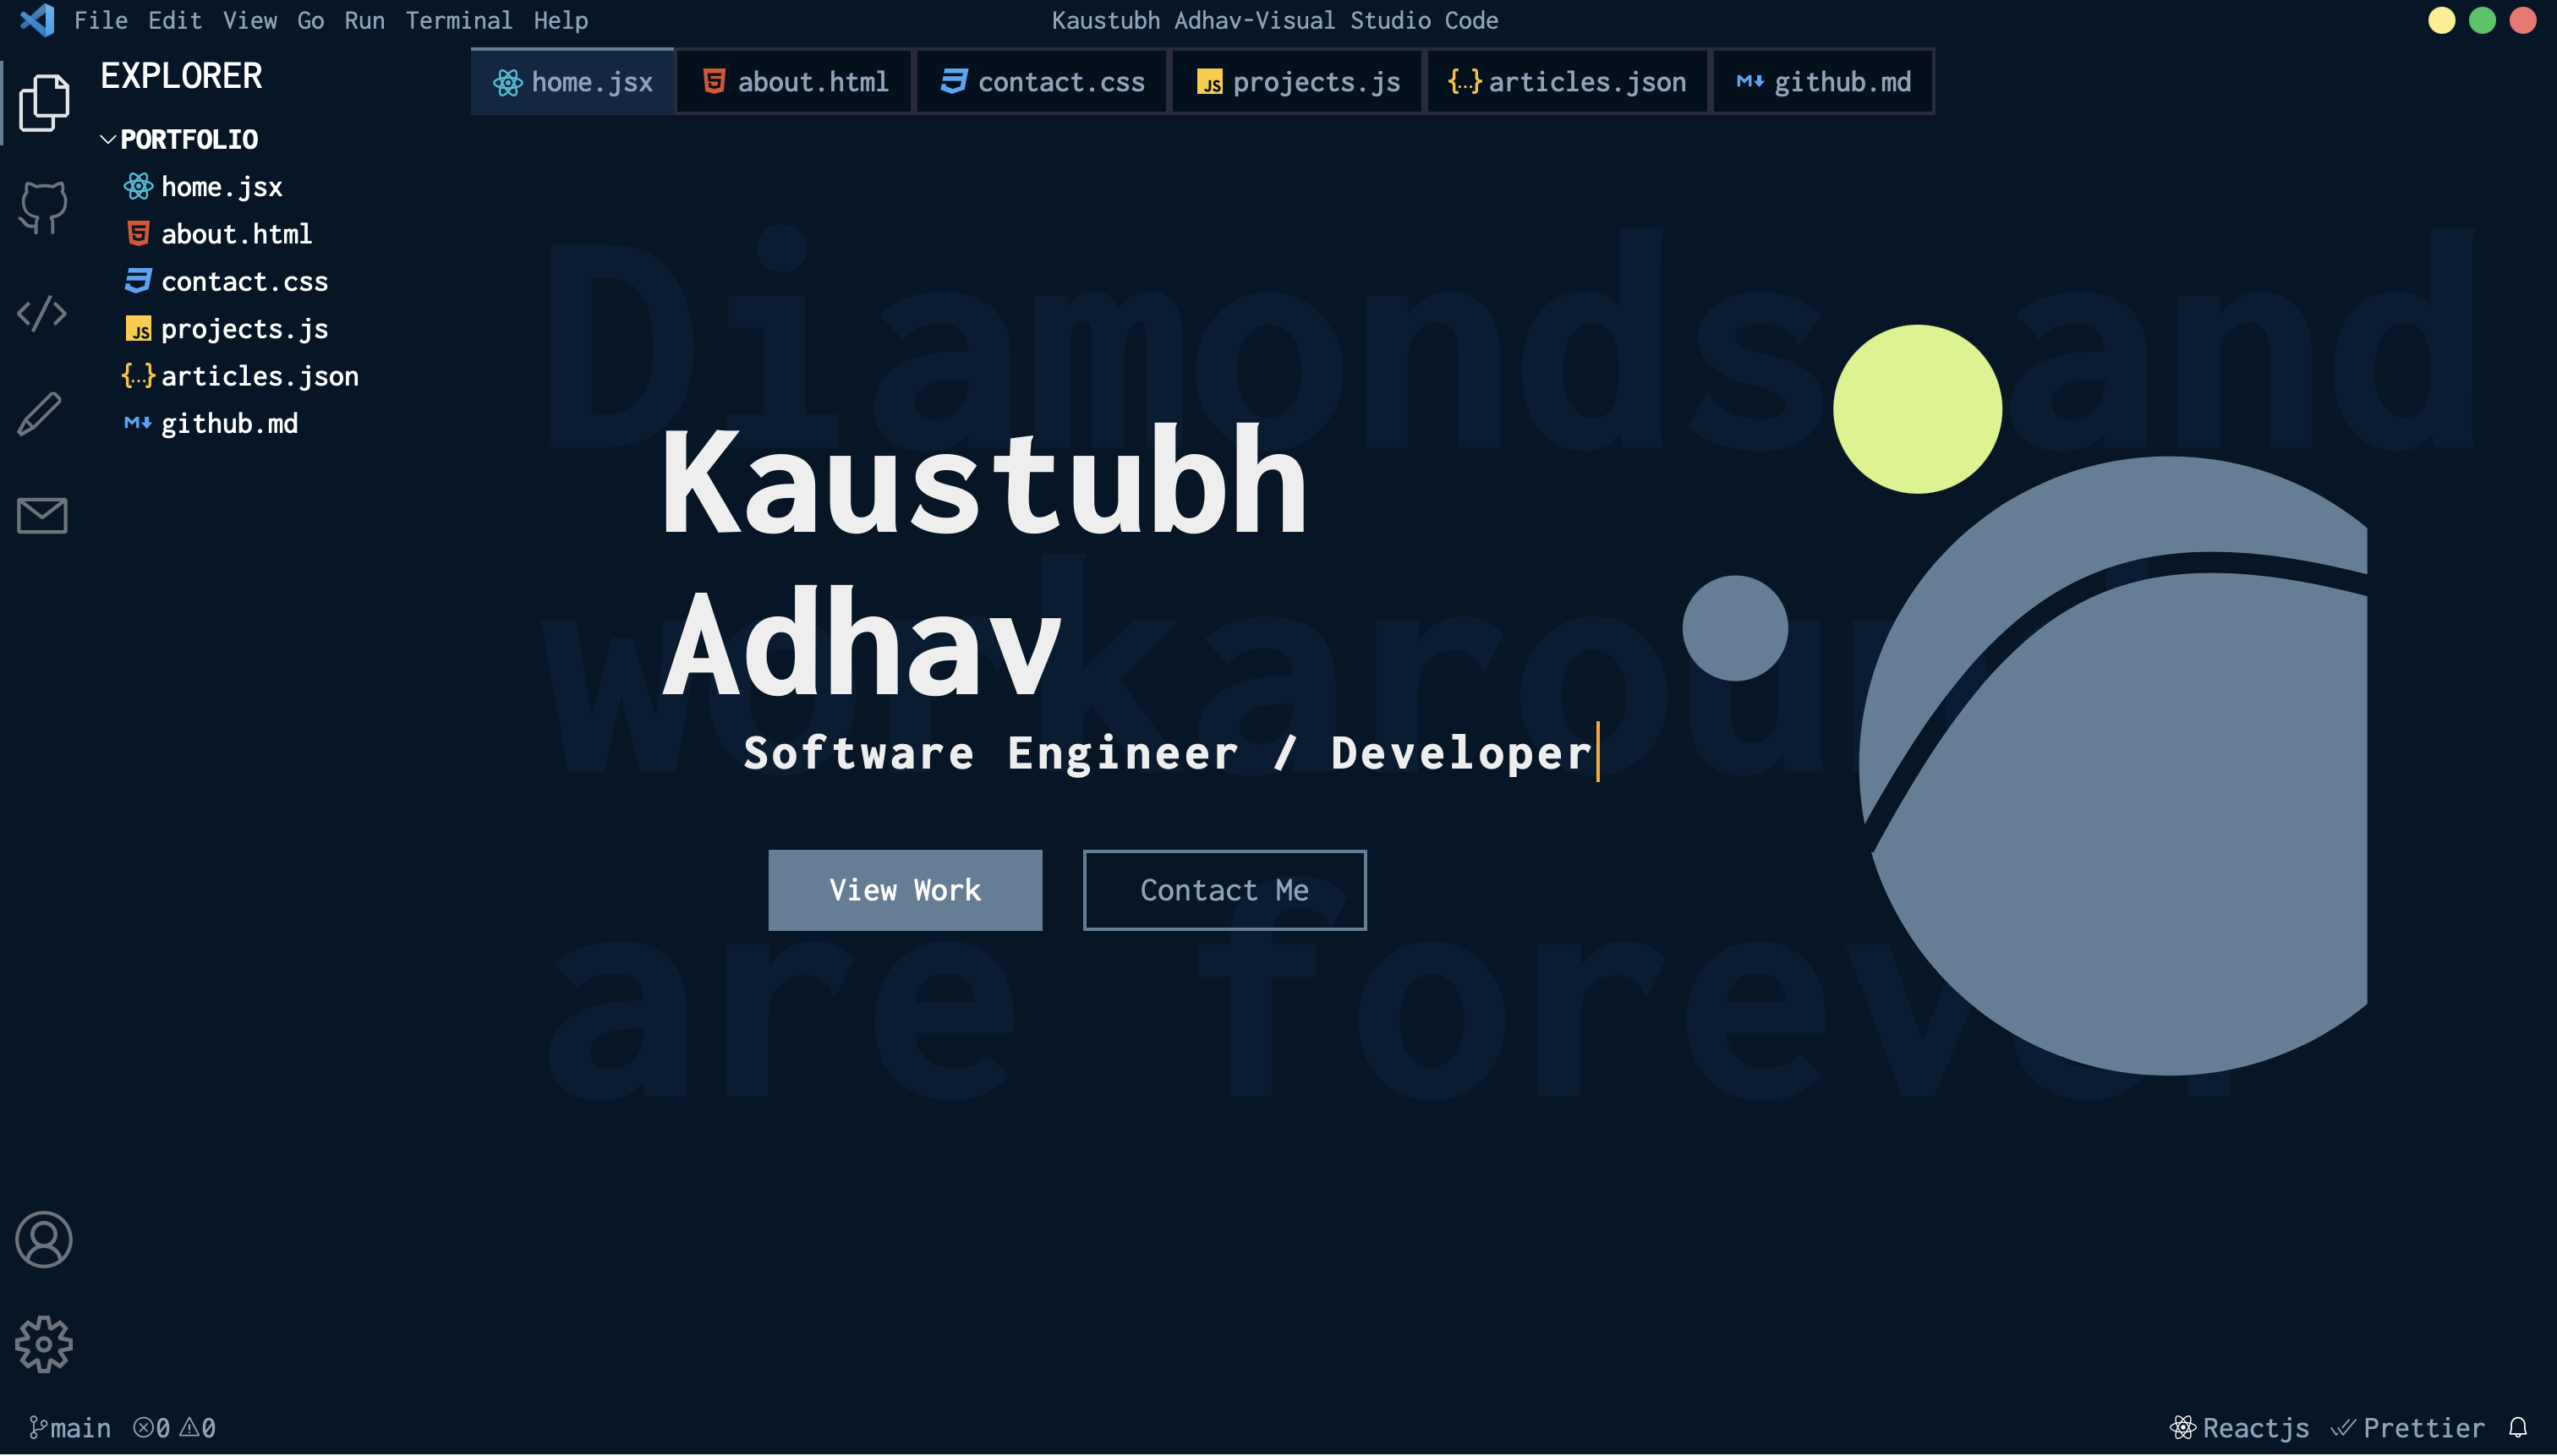 File Edit View Go Run Terminal Help
Kaustubh Adhav-Visual Studio Code
EXPLORER
PORTFOLIO
home.jsx
about.html
contact.css
projects.js
articles.json
github.md
home.jsx
about.html
contact.css
projects.js
articles.json
github.md
Diamonds and
are forever
Kaustubh
Adhav
Software Engineer / Developer
View Work
Contact Me
main 0 0
Reactjs Prettier